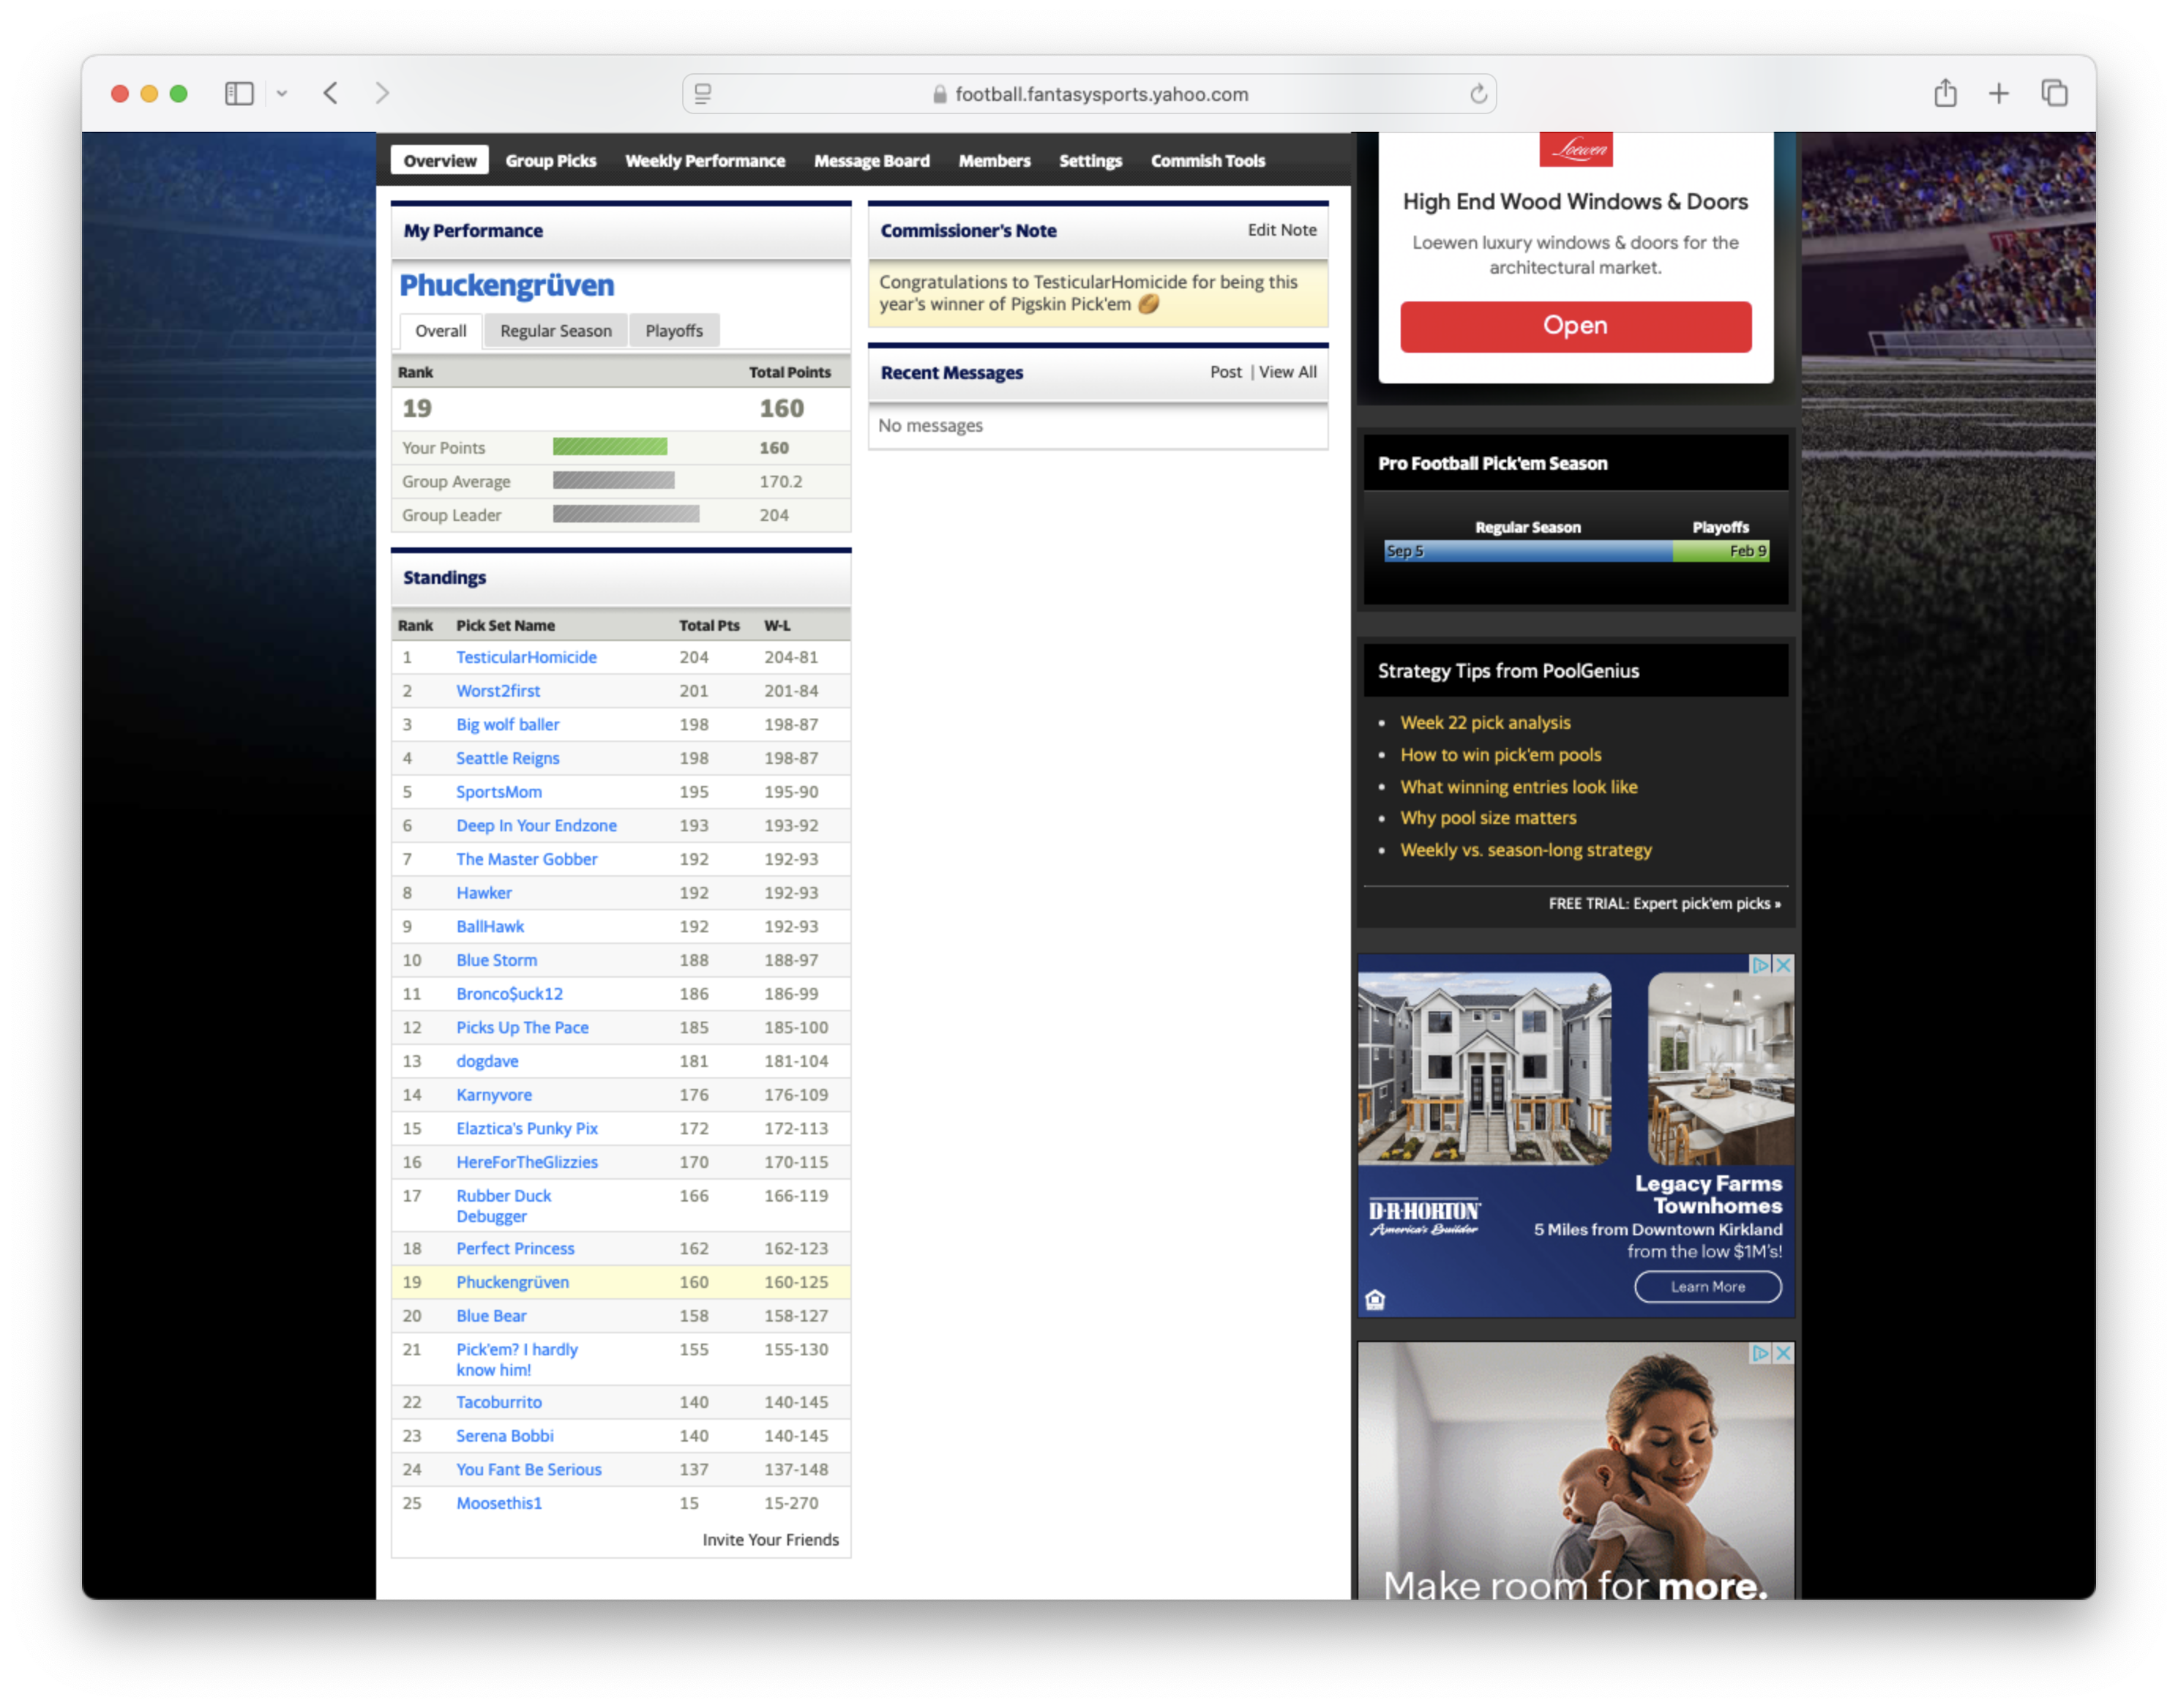 football.fantasysports.yahoo.com
Overview Group Picks Weekly Performance Message Board Members Settings Commish Tools
My Performance
Phuckengrüven
Overall Regular Season Playoffs
Rank Total Points
19 160
Your Points 160
Group Average 170.2
Group Leader 204
Standings
Rank Pick Set Name Total Pts W-L
1 TesticularHomicide 204 204-81
2 Worst2first 201 201-84
3 Big wolf baller 198 198-87
4 Seattle Reigns 198 198-87
5 SportsMom 195 195-90
6 Deep In Your Endzone 193 193-92
7 The Master Gobber 192 192-93
8 Hawker 192 192-93
9 BallHawk 192 192-93
10 Blue Storm 188 188-97
11 Bronco$uck12 186 186-99
12 Picks Up The Pace 185 185-100
13 dogdave 181 181-104
14 Karnyvore 176 176-109
15 Elaztica's Punky Pix 172 172-113
16 HereForTheGlizzies 170 170-115
17 Rubber Duck 166 166-119
Debugger
18 Perfect Princess 162 162-123
19 Phuckengrüven 160 160-125
20 Blue Bear 158 158-127
21 Pick'em? I hardly 155 155-130
know him!
22 Tacoburrito 140 140-145
23 Serena Bobbi 140 140-145
24 You Fant Be Serious 137 137-148
25 Moosethis1 15 15-270
Invite Your Friends
Commissioner's Note Edit Note
Congratulations to TesticularHomicide for being this
year's winner of Pigskin Pick'em 🏈
Recent Messages Post | View All
No messages
Loewen
High End Wood Windows & Doors
Loewen luxury windows & doors for the
architectural market.
Open
Pro Football Pick'em Season
Regular Season Playoffs
Sep 5 Feb 9
Strategy Tips from PoolGenius
• Week 22 pick analysis
• How to win pick'em pools
• What winning entries look like
• Why pool size matters
• Weekly vs. season-long strategy
FREE TRIAL: Expert pick'em picks »
D·R·HORTON
America's Builder
Legacy Farms
Townhomes
5 Miles from Downtown Kirkland
from the low $1M's!
Learn More
Make room for more.